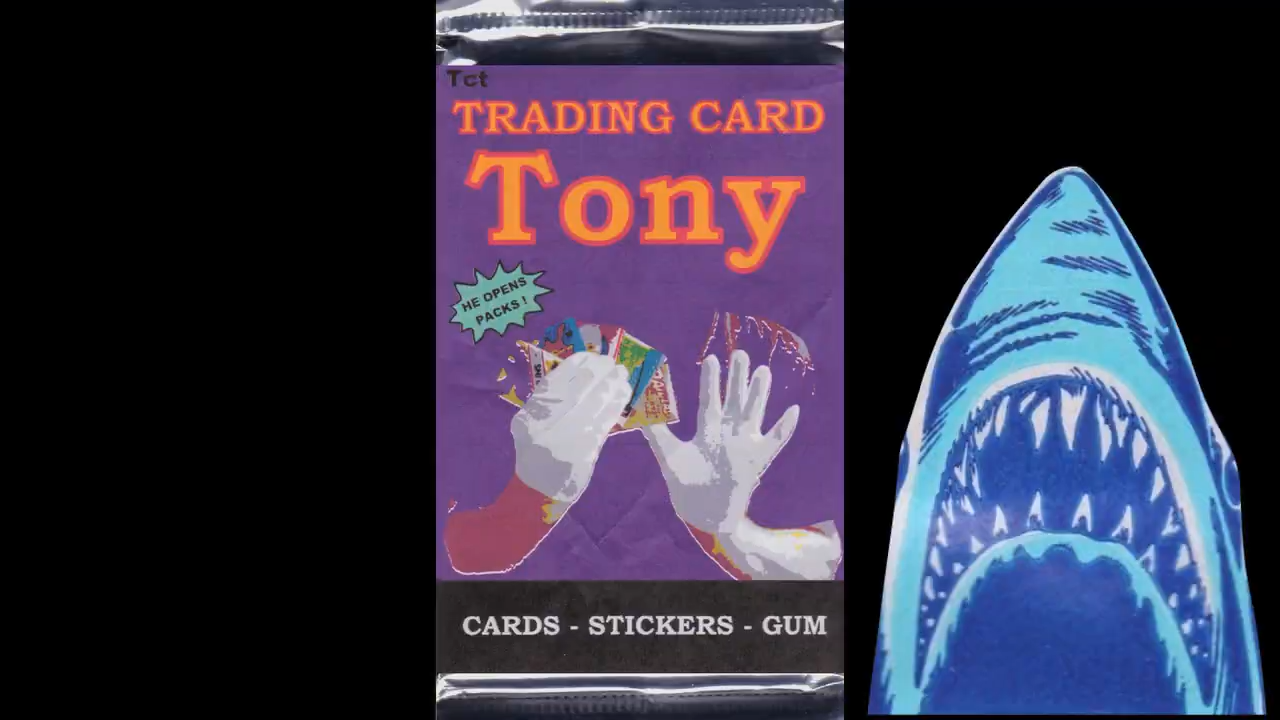 Tct
TRADING CARD
Tony
HE OPENS
PACKS!
CARDS - STICKERS - GUM